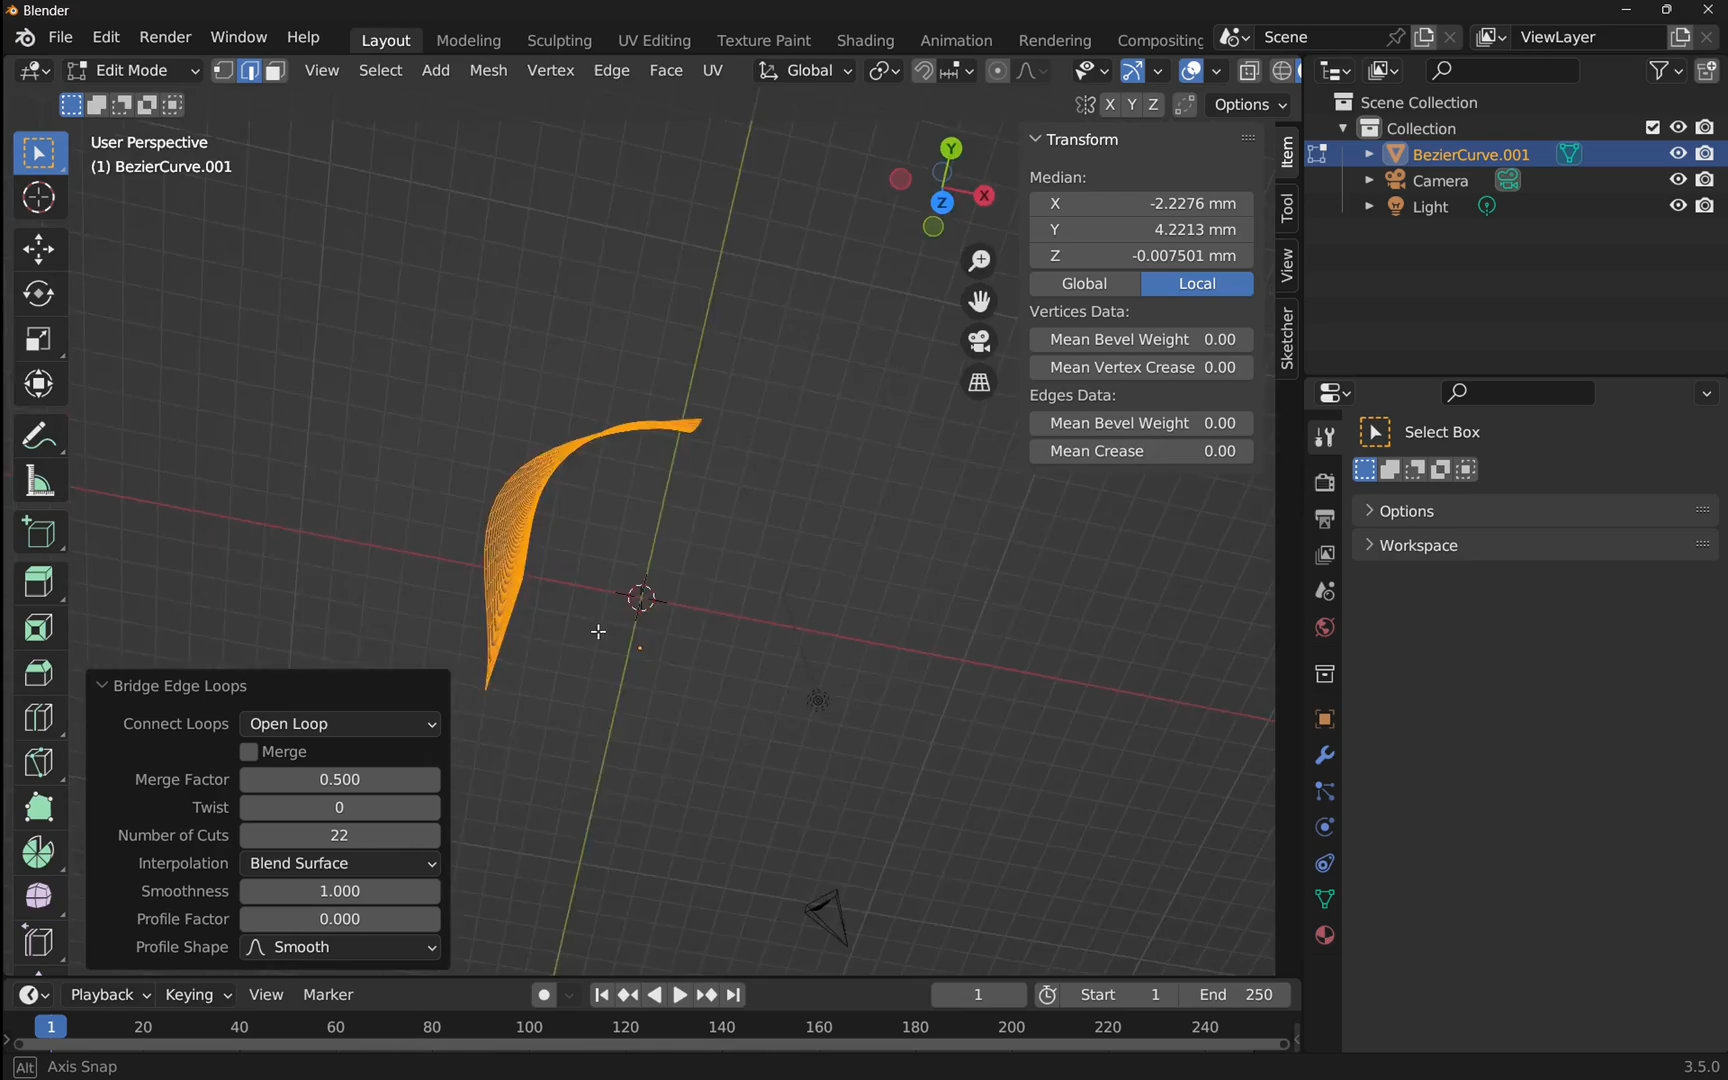 Blender
File Edit Render Window Help Layout Modeling Sculpting UV Editing Texture Paint Shading Animation Rendering Compositing Scene ViewLayer
Edit Mode View Select Add Mesh Vertex Edge Face UV Global
X Y Z Options
User Perspective
(1) BezierCurve.001
Y
X
Z
Transform
Median:
X -2.2276 mm
Y 4.2213 mm
Z -0.007501 mm
Global Local
Vertices Data:
Mean Bevel Weight 0.00
Mean Vertex Crease 0.00
Edges Data:
Mean Bevel Weight 0.00
Mean Crease 0.00
Item
Tool
View
Sketcher
Scene Collection
Collection
BezierCurve.001
Camera
Light
Select Box
Options
Workspace
Bridge Edge Loops
Connect Loops Open Loop
Merge
Merge Factor 0.500
Twist 0
Number of Cuts 22
Interpolation Blend Surface
Smoothness 1.000
Profile Factor 0.000
Profile Shape Smooth
Playback Keying View Marker 1 Start 1 End 250
1 20 40 60 80 100 120 140 160 180 200 220 240
Alt Axis Snap 3.5.0